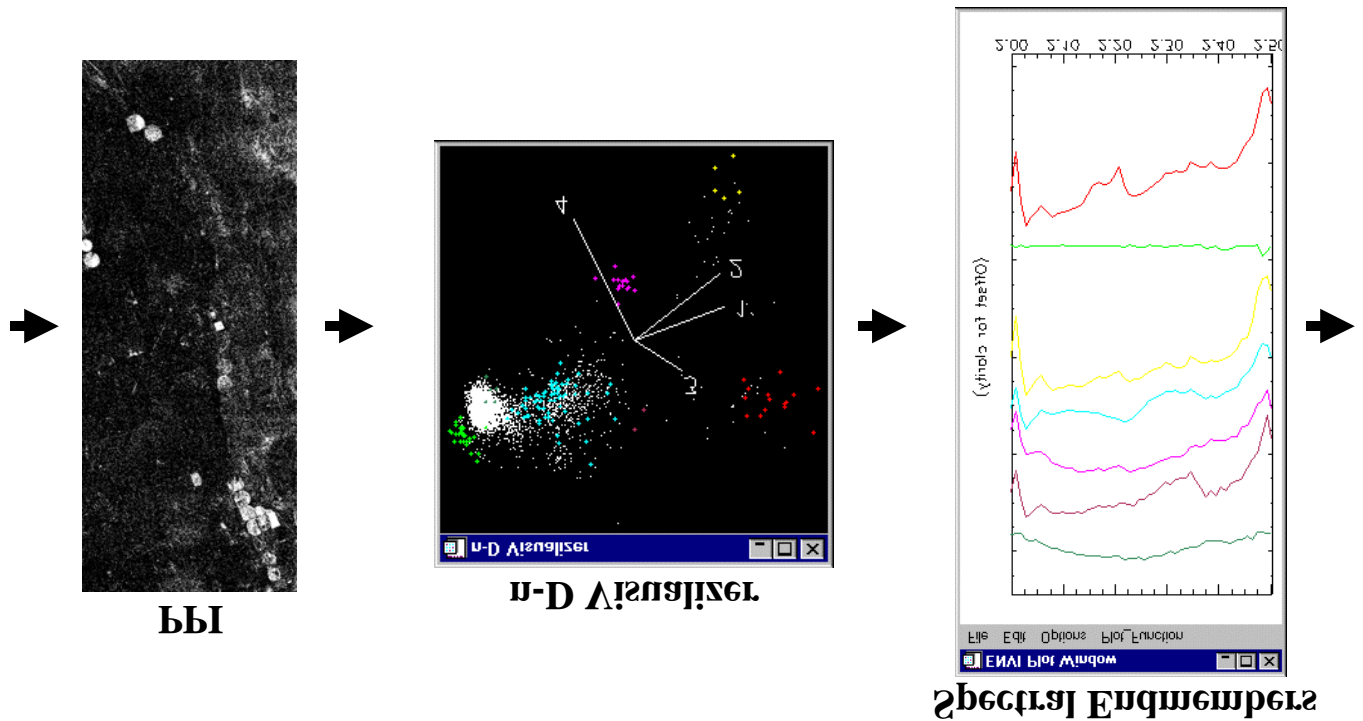 PPI
n-D Visualizer
n-D Visualizer
3
1
2
4
Spectral Endmembers
ENVI Plot Window
File Edit Options Plot_Function
(Offset for clarity)
2.00 2.10 2.20 2.30 2.40 2.50